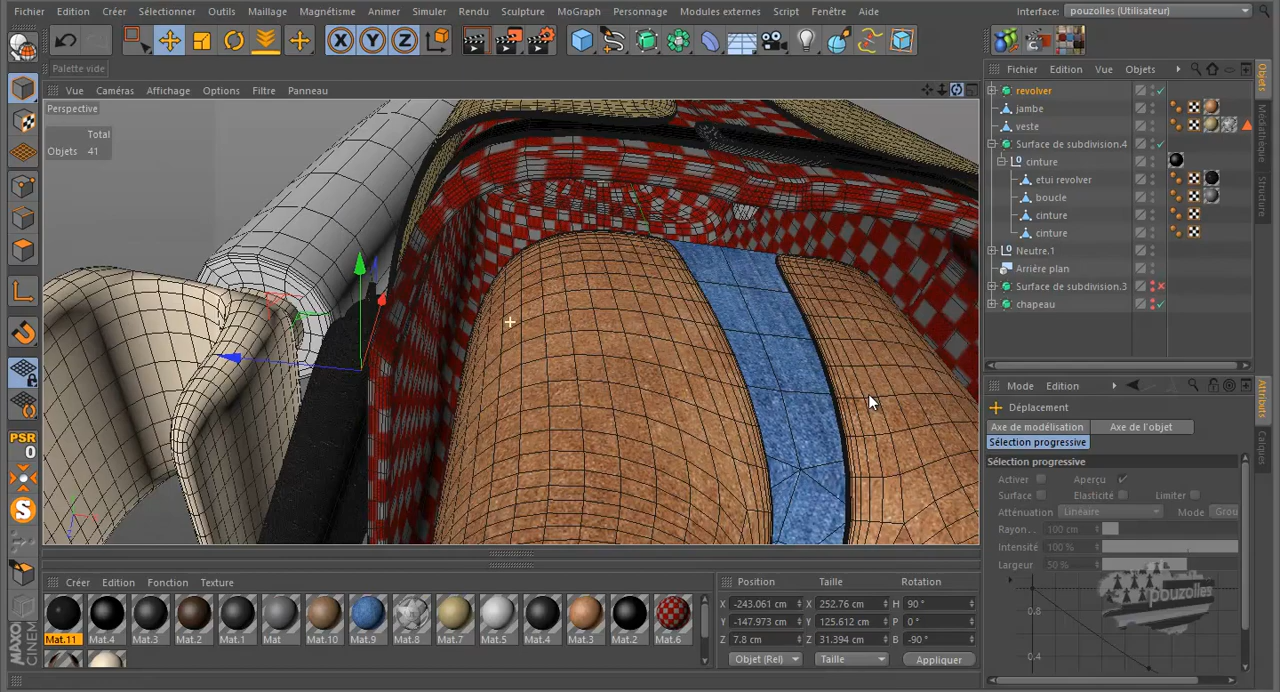 Fichier Edition Créer Sélectionner Outils Maillage Magnétisme Animer Simuler Rendu Sculpture MoGraph Personnage Modules externes Script Fenêtre Aide Interface: pouzolles (Utilisateur)
Palette vide
Vue Caméras Affichage Options Filtre Panneau
Perspective
Total
Objets 41
X Y Z
PSR
0
S
MAXON
CINEM
Fichier Edition Vue Objets
revolver
jambe
veste
Surface de subdivision.4
cinture
etui revolver
boucle
cinture
cinture
Neutre.1
Arrière plan
Surface de subdivision.3
chapeau
Objets
Médiathèque
Structure
Mode Edition
Déplacement
Axe de modélisation Axe de l'objet
Sélection progressive
Sélection progressive
Activer Aperçu
Surface Elasticité Limiter
Atténuation Linéaire Mode Grou
Rayon.. 100 cm
Intensité 100 %
Largeur 50 %
0.8
0.4
pouzolles
Attributs
Calques
Créer Edition Fonction Texture
Mat.11 Mat.4 Mat.3 Mat.2 Mat.1 Mat Mat.10 Mat.9 Mat.8 Mat.7 Mat.5 Mat.4 Mat.3 Mat.2 Mat.6
Position Taille Rotation
X -243.061 cm X 252.76 cm H 90 °
Y -147.973 cm Y 125.612 cm P 0 °
Z 7.8 cm Z 31.394 cm B -90 °
Objet (Rel) Taille Appliquer